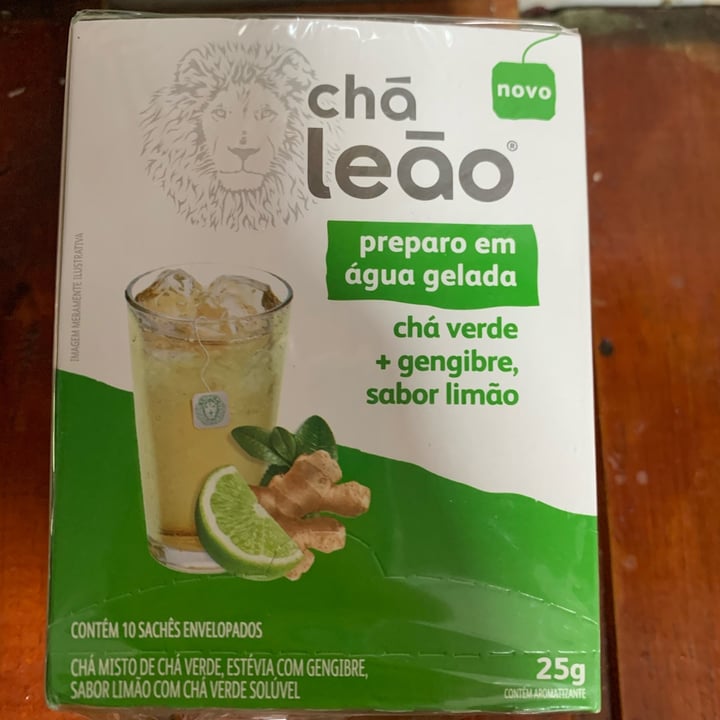 chá
leão®
novo
preparo em
água gelada
chá verde
+ gengibre,
sabor limão
IMAGEM MERAMENTE ILUSTRATIVA
CONTÉM 10 SACHÊS ENVELOPADOS
CHÁ MISTO DE CHÁ VERDE, ESTÉVIA COM GENGIBRE,
SABOR LIMÃO COM CHÁ VERDE SOLÚVEL
25g
CONTÉM AROMATIZANTE